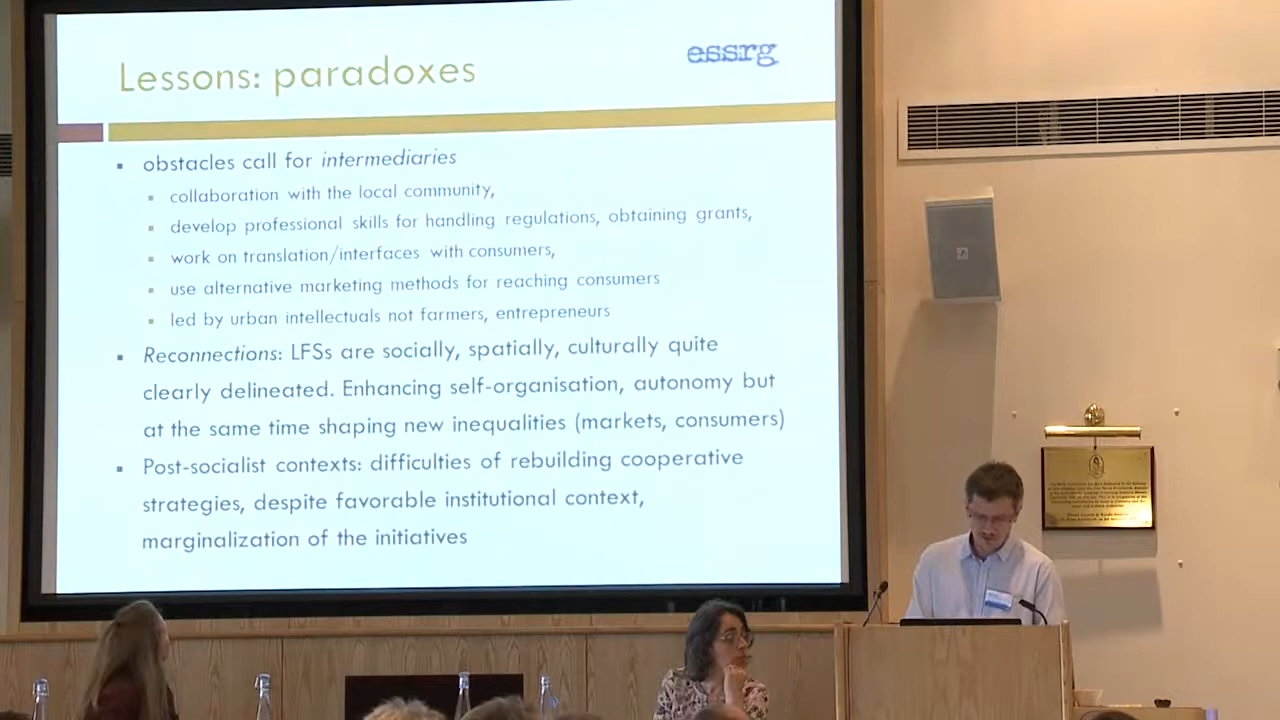 Lessons: paradoxes
essrg
▪ obstacles call for intermediaries
▪ collaboration with the local community,
▪ develop professional skills for handling regulations, obtaining grants,
▪ work on translation/interfaces with consumers,
▪ use alternative marketing methods for reaching consumers
▪ led by urban intellectuals not farmers, entrepreneurs
▪ Reconnections: LFSs are socially, spatially, culturally quite
clearly delineated. Enhancing self-organisation, autonomy but
at the same time shaping new inequalities (markets, consumers)
▪ Post-socialist contexts: difficulties of rebuilding cooperative
strategies, despite favorable institutional context,
marginalization of the initiatives